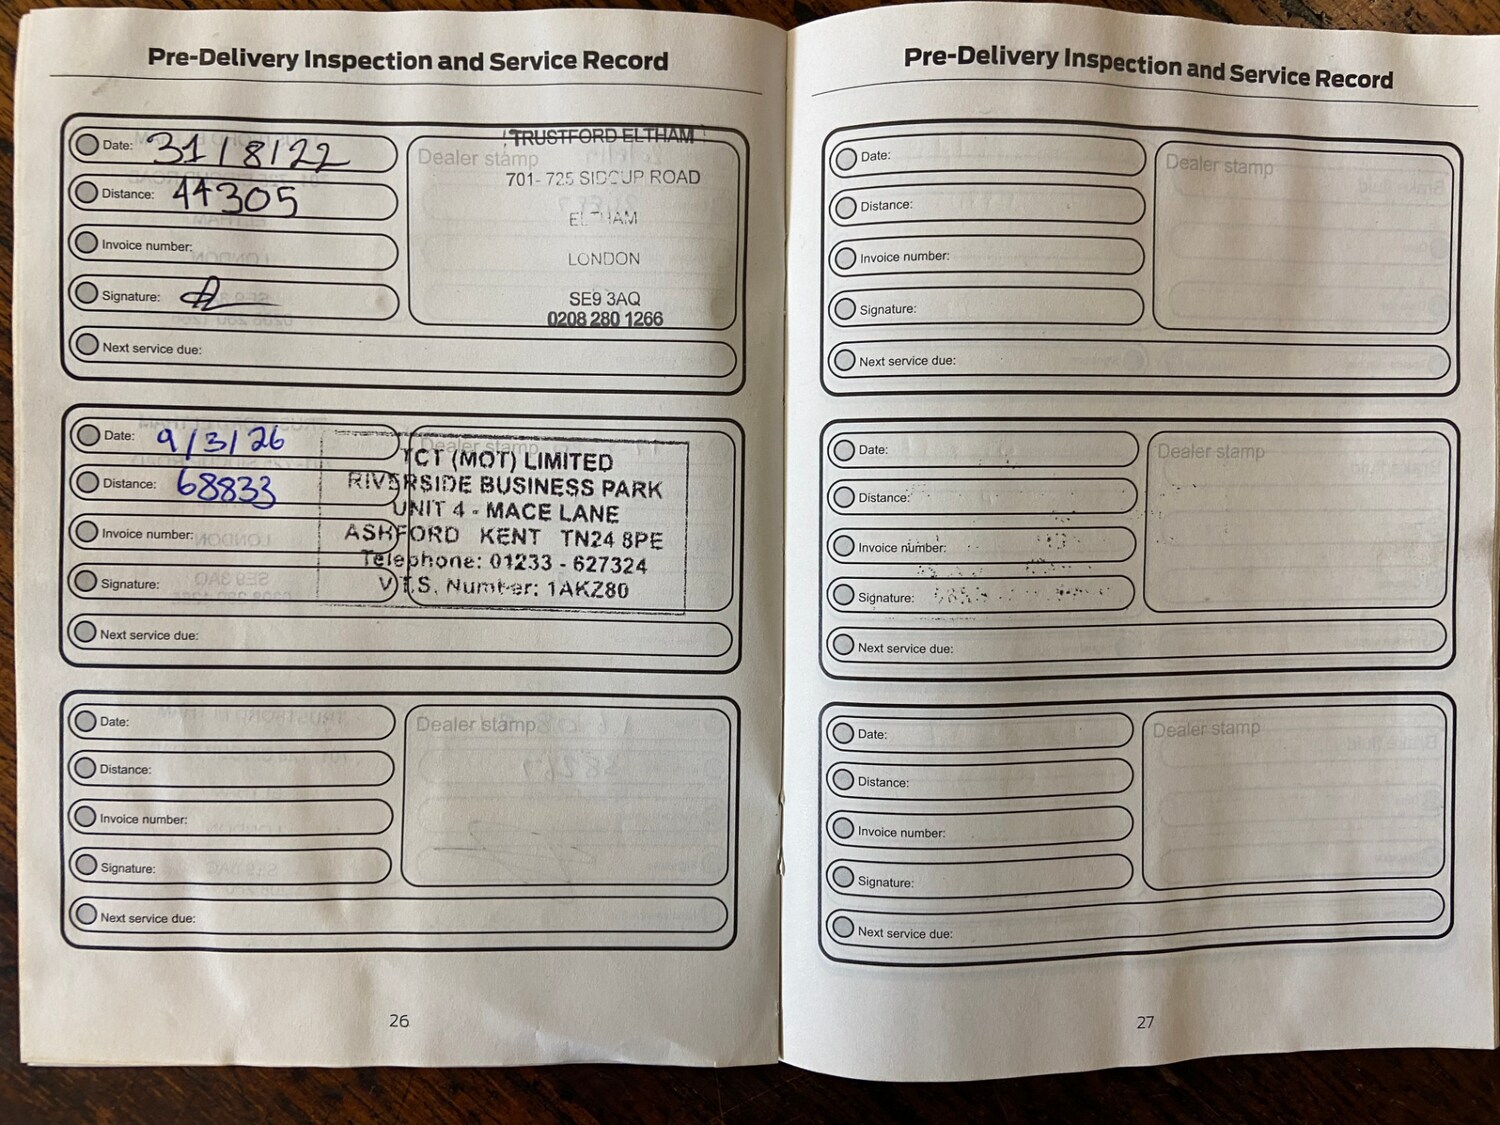 Pre-Delivery Inspection and Service Record
Date: 31/8/22
Distance: 44305
Invoice number:
Signature:
Next service due:
Dealer stamp
TRUSTFORD ELTHAM
701-725 SIDCUP ROAD
ELTHAM
LONDON
SE9 3AQ
0208 280 1266
Date: 9/3/26
Distance: 68833
Invoice number:
Signature:
Next service due:
Dealer stamp
TCT (MOT) LIMITED
RIVERSIDE BUSINESS PARK
UNIT 4 - MACE LANE
ASHFORD KENT TN24 8PE
Telephone: 01233 - 627324
V.T.S. Number: 1AKZ80
Date:
Distance:
Invoice number:
Signature:
Next service due:
Dealer stamp
26
Pre-Delivery Inspection and Service Record
Date:
Distance:
Invoice number:
Signature:
Next service due:
Dealer stamp
Date:
Distance:
Invoice number:
Signature:
Next service due:
Dealer stamp
Date:
Distance:
Invoice number:
Signature:
Next service due:
Dealer stamp
27